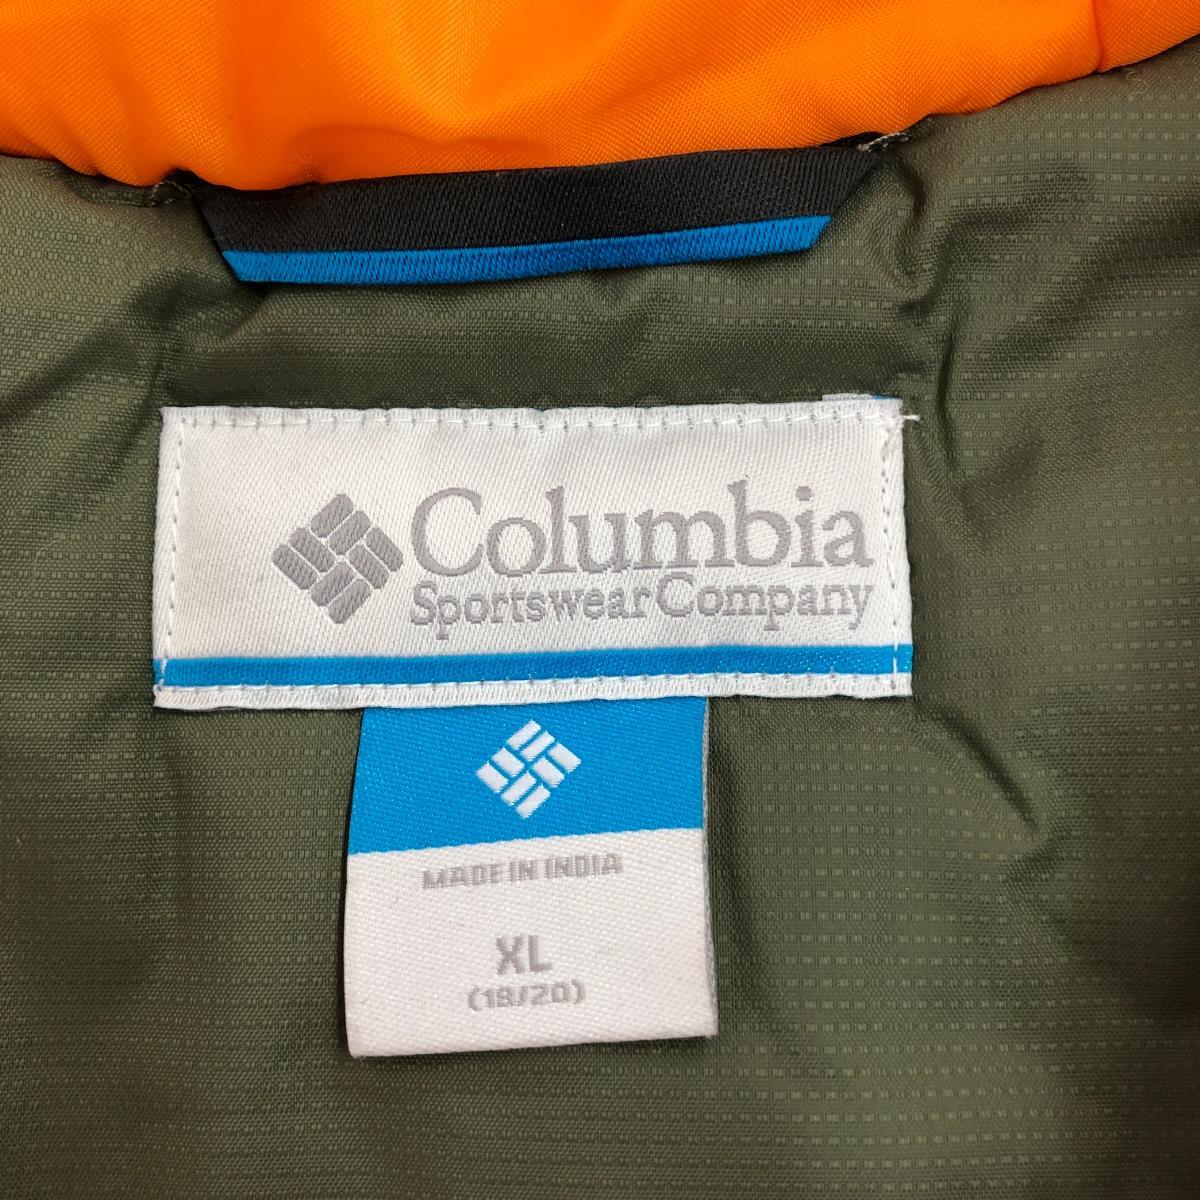 Columbia
Sportswear Company
MADE IN INDIA
XL
(18/20)